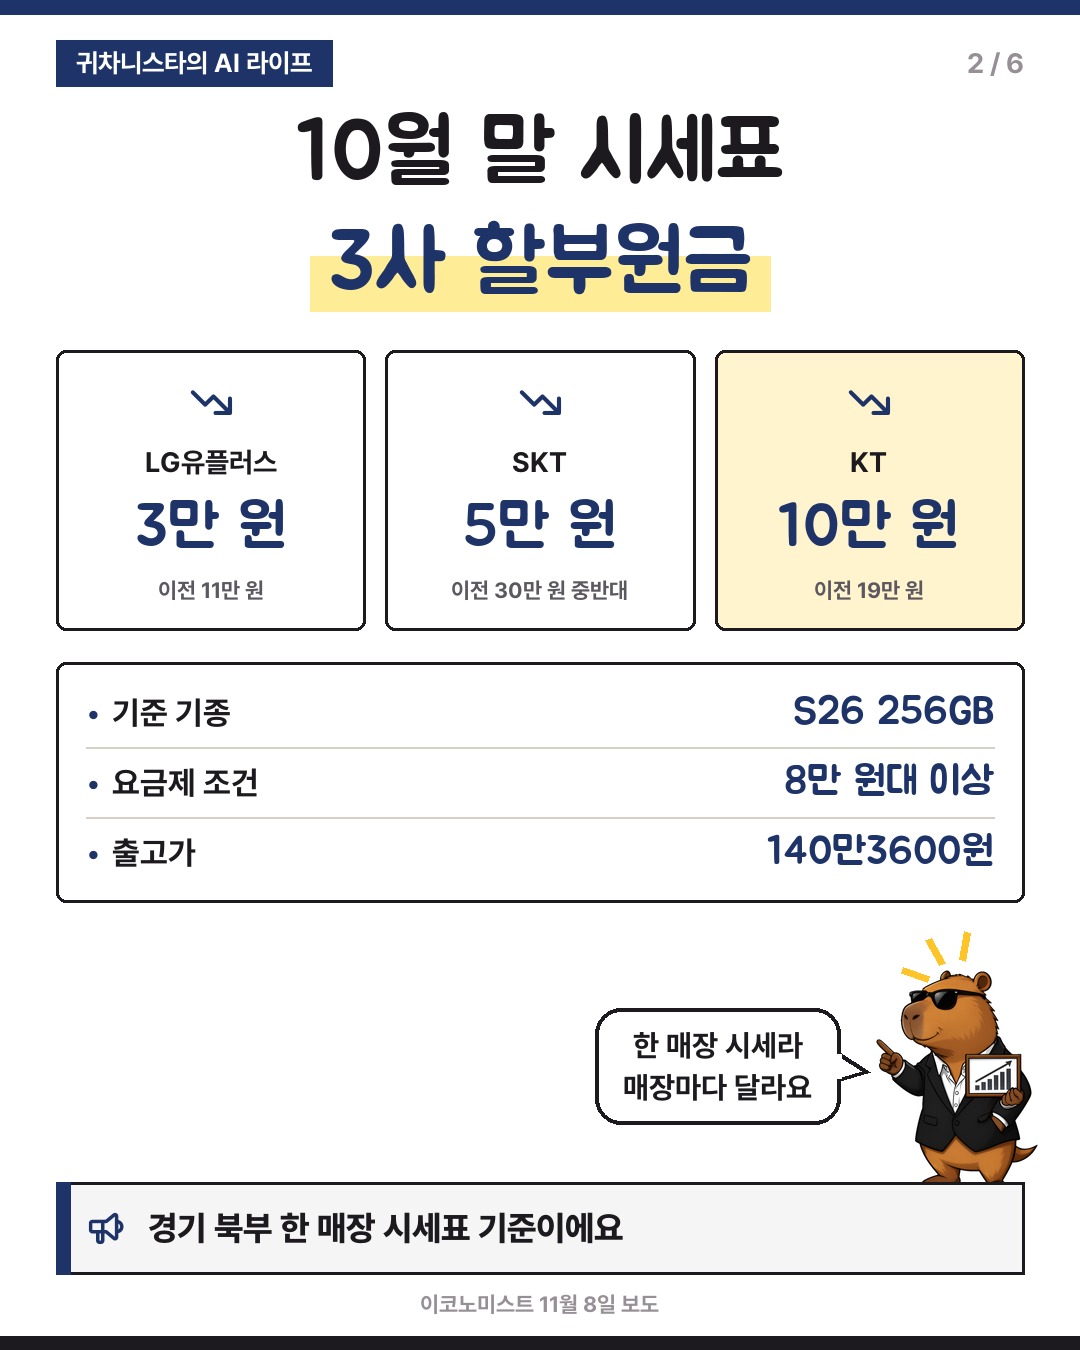 귀차니스타의 AI 라이프
2 / 6
10월 말 시세표
3사 할부원금
LG유플러스
3만 원
이전 11만 원
SKT
5만 원
이전 30만 원 중반대
KT
10만 원
이전 19만 원
• 기준 기종 S26 256GB
• 요금제 조건 8만 원대 이상
• 출고가 140만3600원
한 매장 시세라
매장마다 달라요
경기 북부 한 매장 시세표 기준이에요
이코노미스트 11월 8일 보도